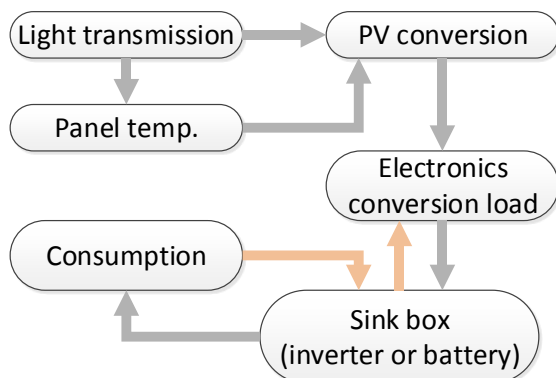 Light transmission
PV conversion
Panel temp.
Electronics
conversion load
Consumption
Sink box
(inverter or battery)